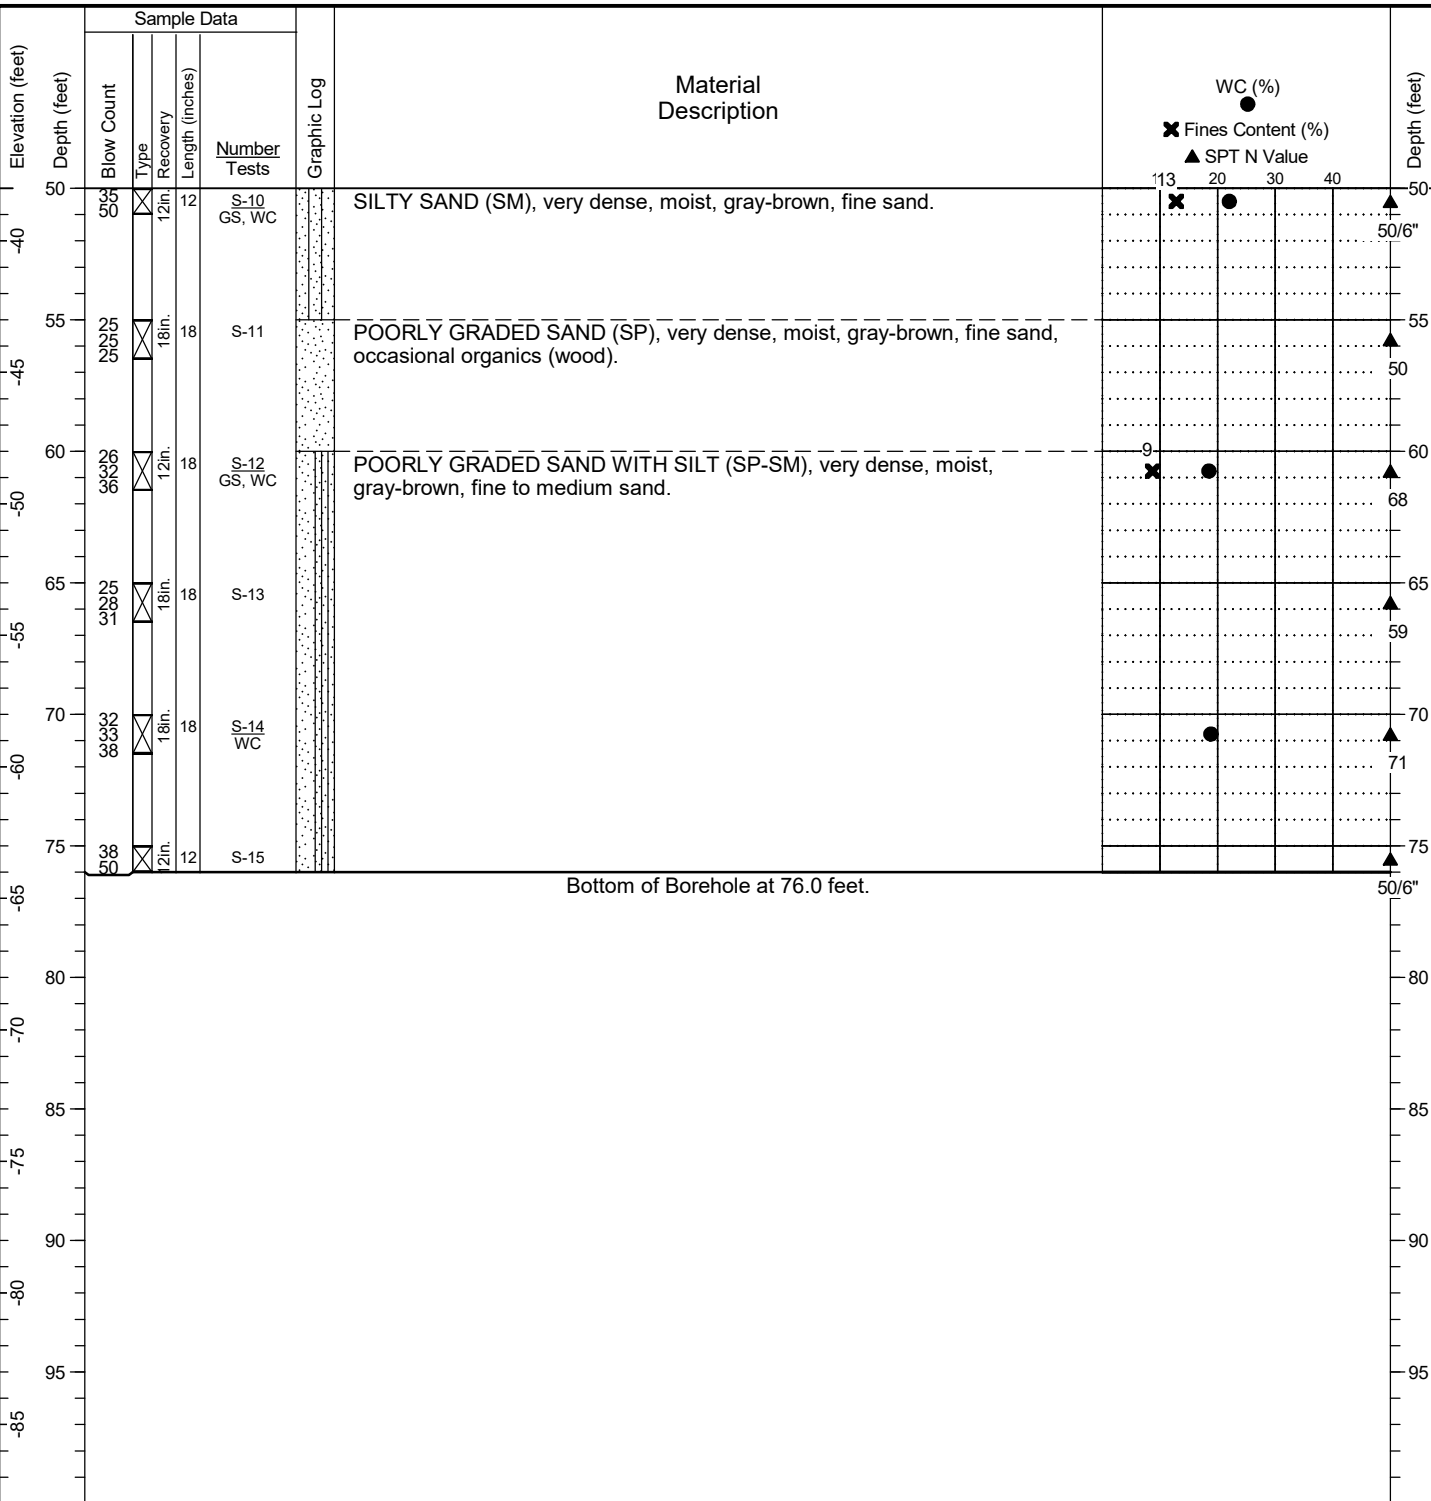 Sample Data
Elevation (feet)
Depth (feet)
Blow Count
Type
Recovery
Length (inches)
Number
Tests
Graphic Log
Material
Description
WC (%)
Fines Content (%)
SPT N Value
Depth (feet)
20 30 40
50
35
50
12in.
12
S-10
GS, WC
SILTY SAND (SM), very dense, moist, gray-brown, fine sand.
13
50
50/6"
-40
55
25
25
25
18in.
18
S-11
POORLY GRADED SAND (SP), very dense, moist, gray-brown, fine sand,
occasional organics (wood).
55
50
-45
60
26
32
36
12in.
18
S-12
GS, WC
POORLY GRADED SAND WITH SILT (SP-SM), very dense, moist,
gray-brown, fine to medium sand.
9
60
68
-50
65
25
28
31
18in.
18
S-13
65
59
-55
70
32
33
38
18in.
18
S-14
WC
70
71
-60
75
38
50
12in.
12
S-15
75
50/6"
Bottom of Borehole at 76.0 feet.
-65
80
80
-70
85
85
-75
90
90
-80
95
95
-85